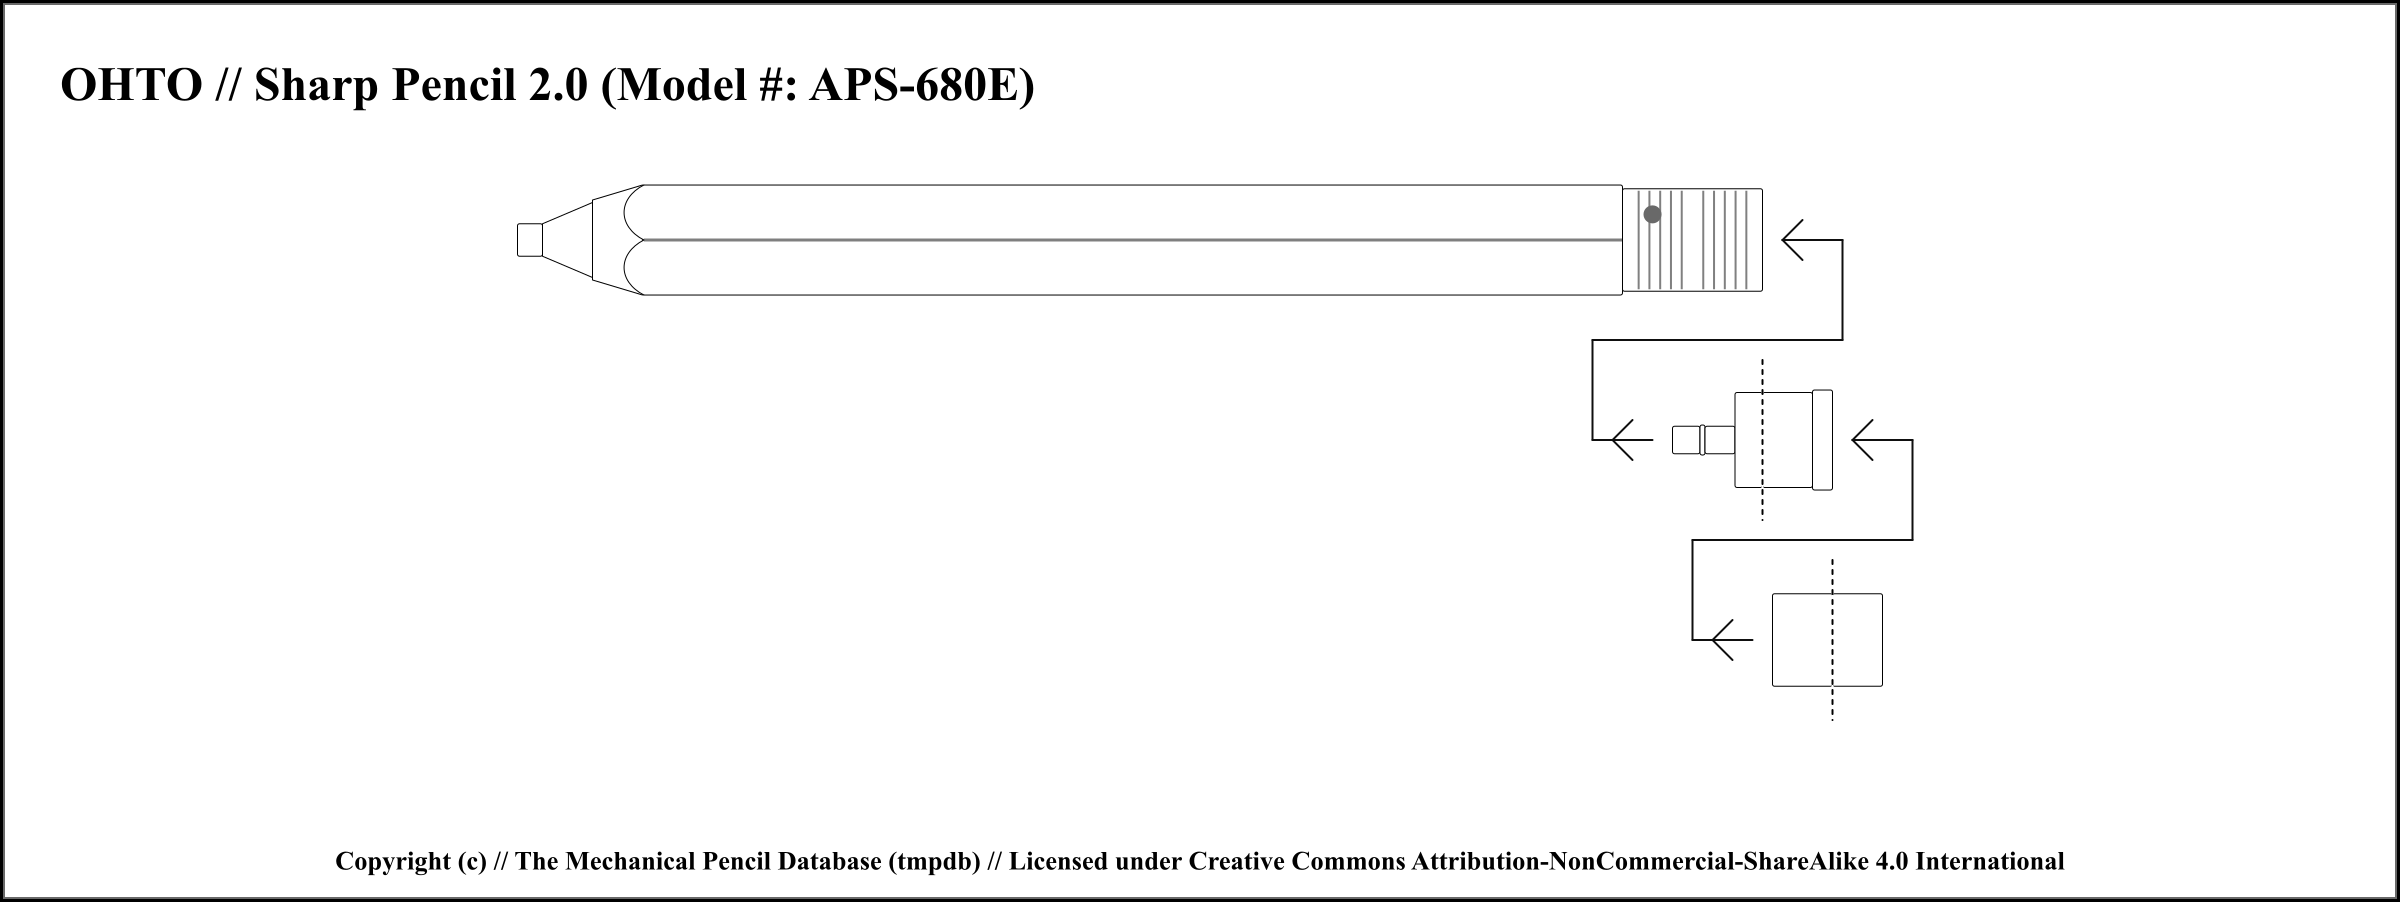 OHTO // Sharp Pencil 2.0 (Model #: APS-680E)
Copyright (c) // The Mechanical Pencil Database (tmpdb) // Licensed under Creative Commons Attribution-NonCommercial-ShareAlike 4.0 International